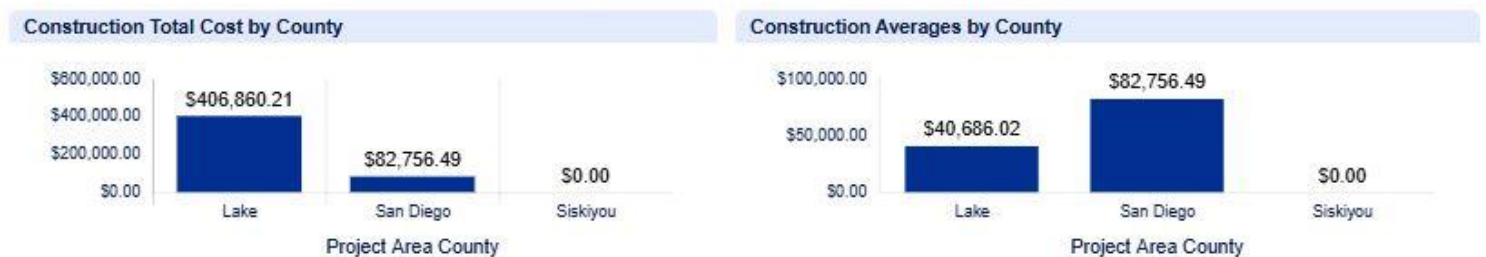 Construction Total Cost by County
$600,000.00
$400,000.00
$200,000.00
$0.00
$406,860.21
$82,756.49
$0.00
Lake
San Diego
Siskiyou
Project Area County
Construction Averages by County
$100,000.00
$50,000.00
$0.00
$40,686.02
$82,756.49
$0.00
Lake
San Diego
Siskiyou
Project Area County